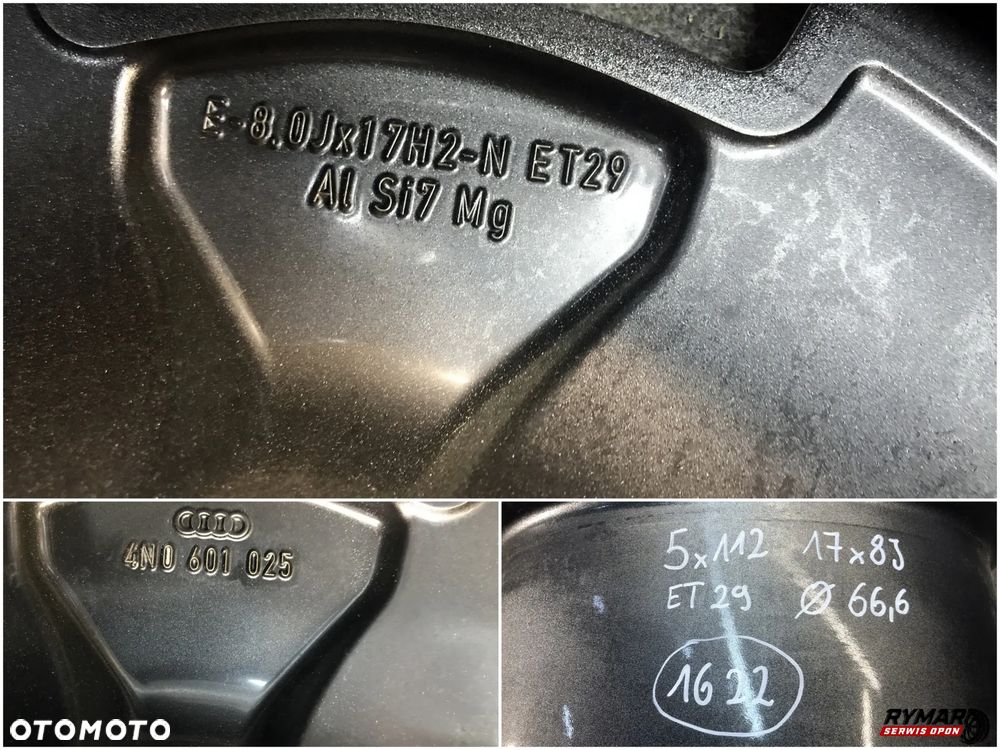 E-8.0Jx17H2-N ET29
Al Si7 Mg
4N0 601 025
5x112 17x8J
ET 29 Ø 66,6
1622
OTOMOTO
RYMAR
SERWIS OPON